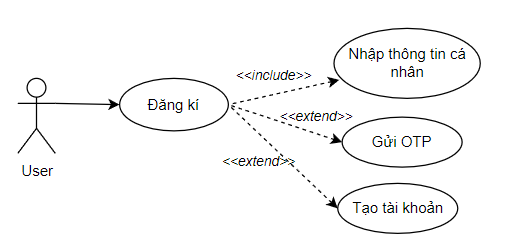 Nhập thông tin cá
nhân
<<include>>
Đăng kí
<<extend>>
Gửi OTP
<<extend>>
User
Tạo tài khoản